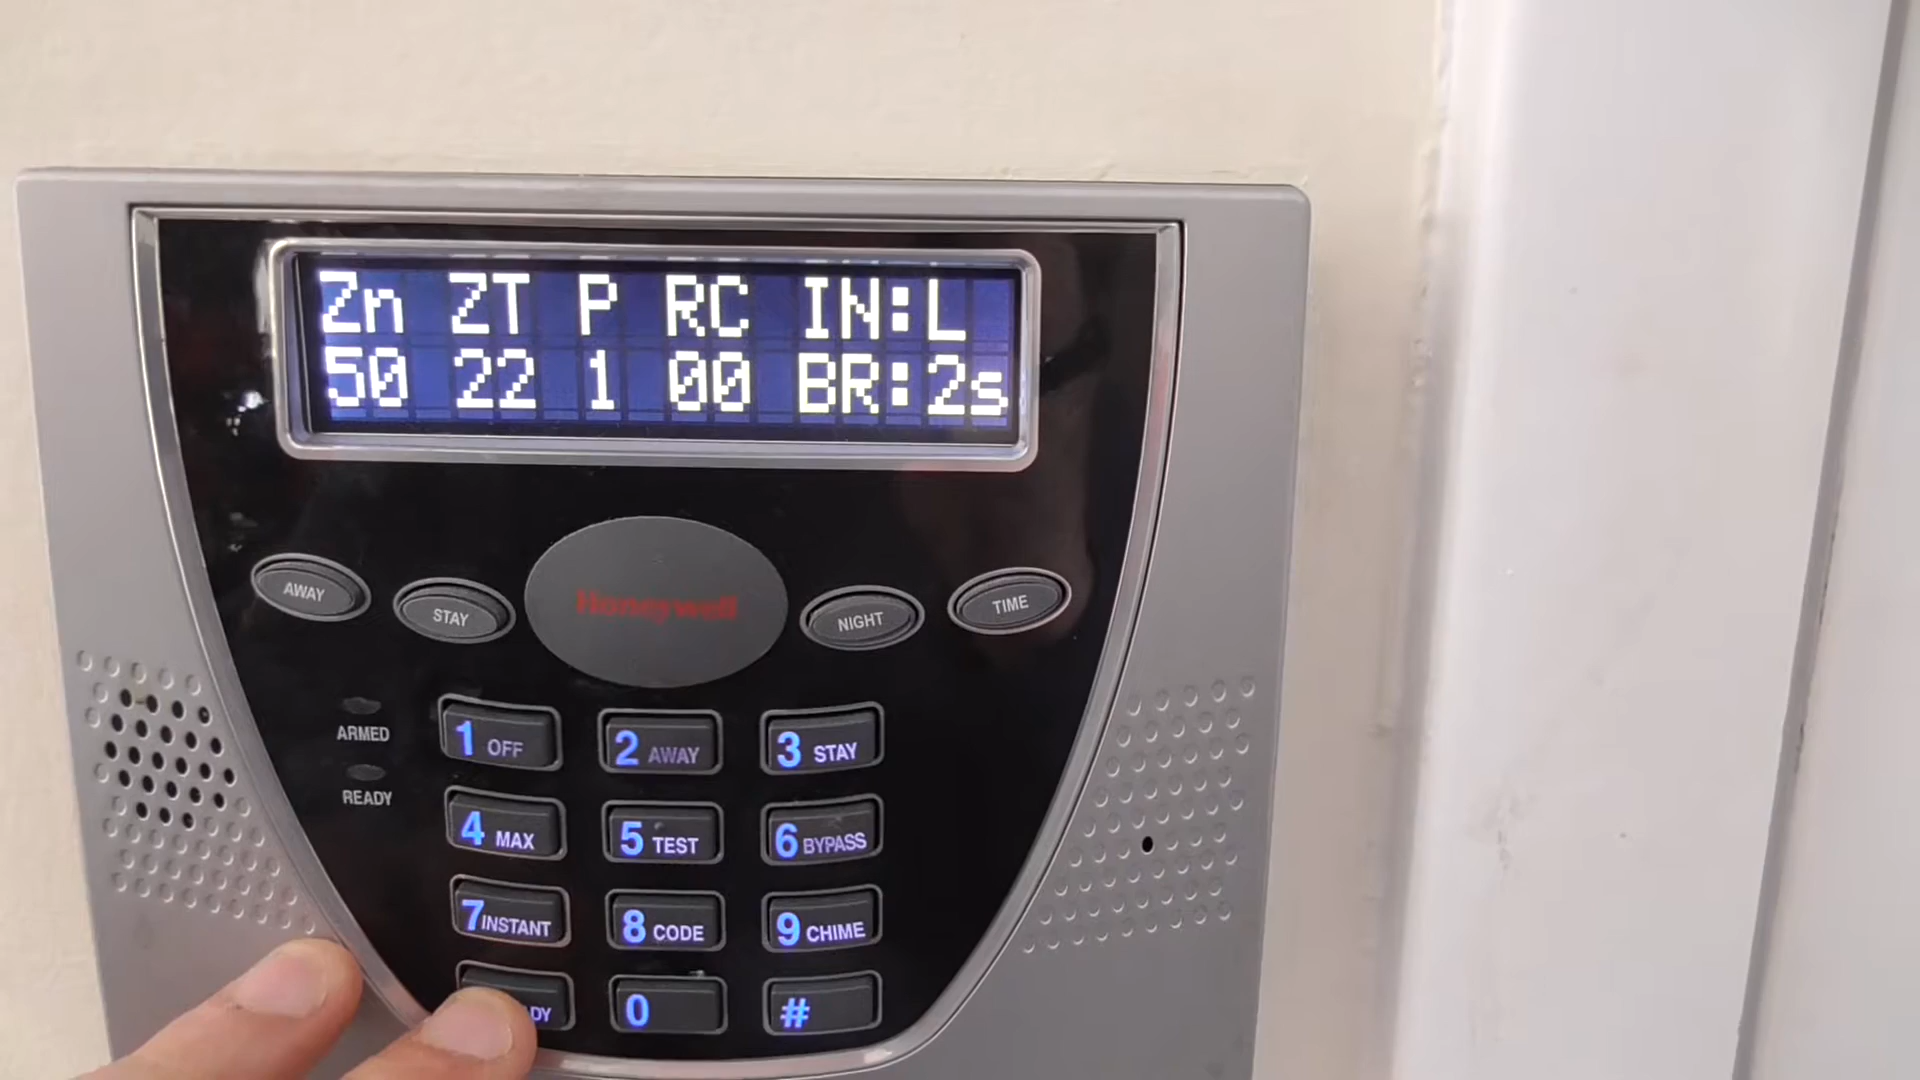 Zn ZT P RC IN:L
50 22 1 00 BR:2s
AWAY
STAY
Honeywell
NIGHT
TIME
ARMED
READY
1 OFF
2 AWAY
3 STAY
4 MAX
5 TEST
6 BYPASS
7 INSTANT
8 CODE
9 CHIME
0
#